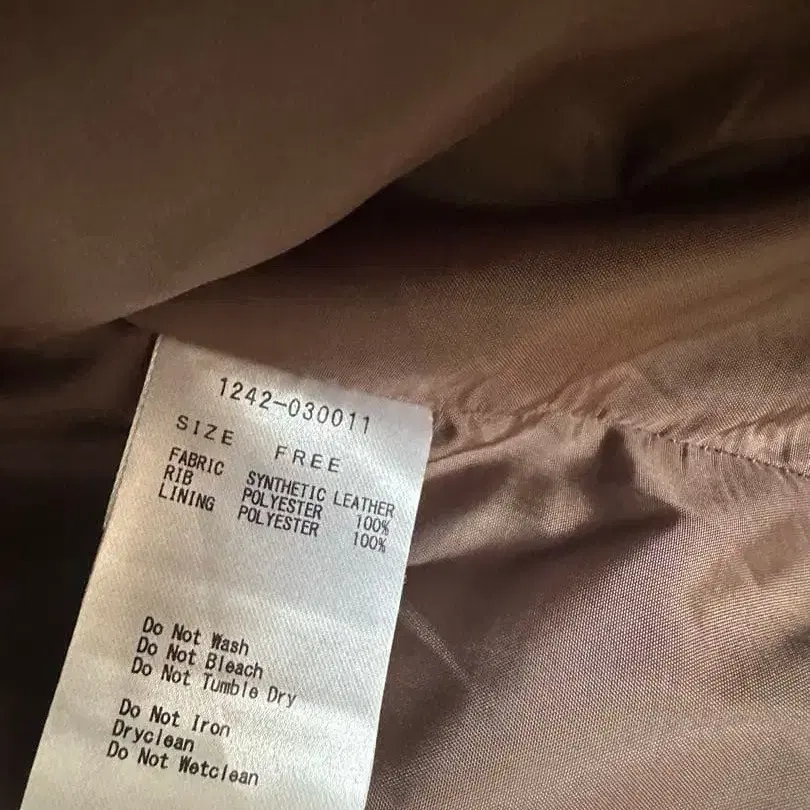 1242-030011
SIZE FREE
FABRIC SYNTHETIC LEATHER
RIB POLYESTER 100%
LINING POLYESTER 100%
Do Not Wash
Do Not Bleach
Do Not Tumble Dry
Do Not Iron
Dryclean
Do Not Wetclean